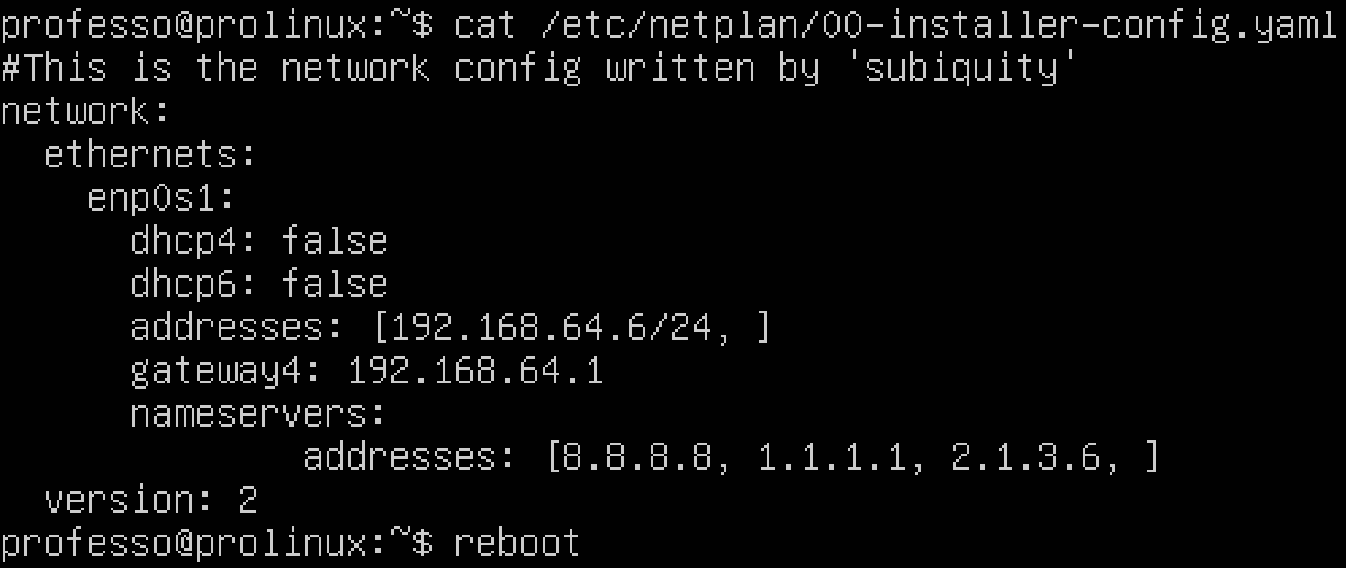 professo@prolinux:~$ cat /etc/netplan/00-installer-config.yaml
#This is the network config written by 'subiquity'
network:
  ethernets:
    enp0s1:
      dhcp4: false
      dhcp6: false
      addresses: [192.168.64.6/24, ]
      gateway4: 192.168.64.1
      nameservers:
              addresses: [8.8.8.8, 1.1.1.1, 2.1.3.6, ]
  version: 2
professo@prolinux:~$ reboot